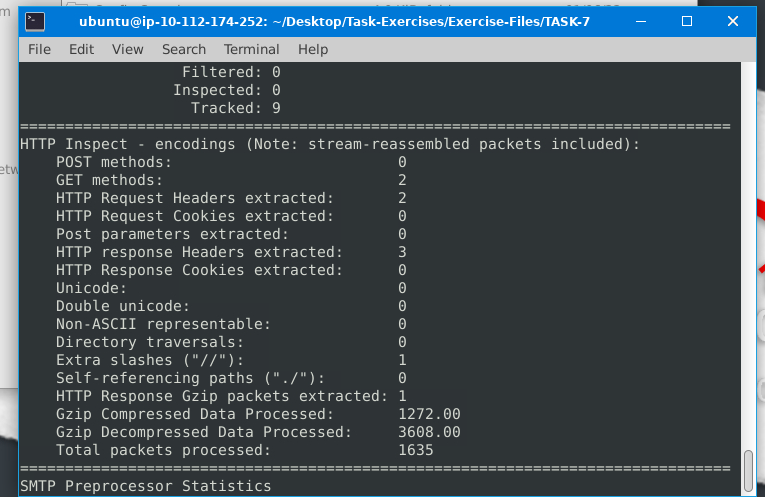 ubuntu@ip-10-112-174-252: ~/Desktop/Task-Exercises/Exercise-Files/TASK-7
File Edit View Search Terminal Help
Filtered: 0
Inspected: 0
Tracked: 9
===============================================================================
HTTP Inspect - encodings (Note: stream-reassembled packets included):
POST methods: 0
GET methods: 2
HTTP Request Headers extracted: 2
HTTP Request Cookies extracted: 0
Post parameters extracted: 0
HTTP response Headers extracted: 3
HTTP Response Cookies extracted: 0
Unicode: 0
Double unicode: 0
Non-ASCII representable: 0
Directory traversals: 0
Extra slashes ("//"): 1
Self-referencing paths ("./"): 0
HTTP Response Gzip packets extracted: 1
Gzip Compressed Data Processed: 1272.00
Gzip Decompressed Data Processed: 3608.00
Total packets processed: 1635
===============================================================================
SMTP Preprocessor Statistics